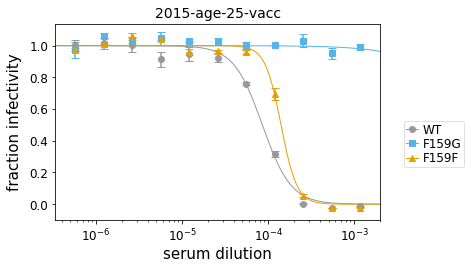 2015-age-25-vacc
fraction infectivity
1.0
0.8
0.6
0.4
0.2
0.0
10⁻⁶
10⁻⁵
10⁻⁴
10⁻³
serum dilution
WT
F159G
F159F